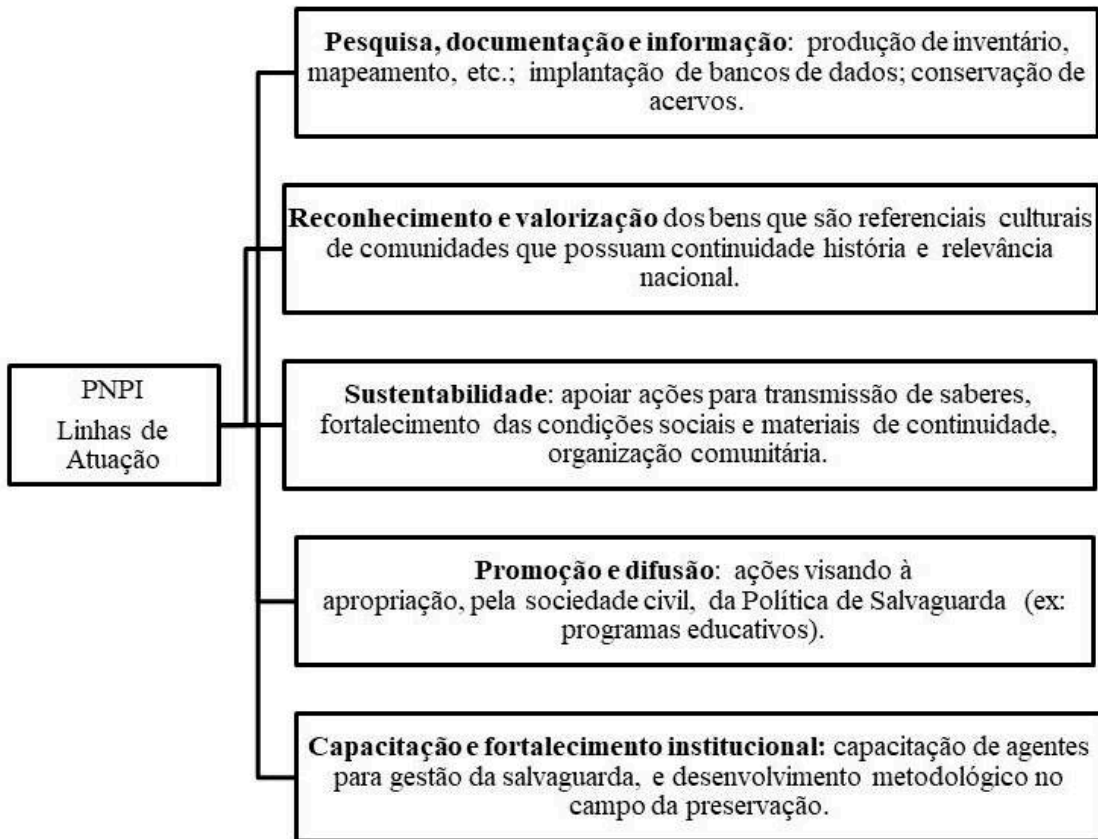 Pesquisa, documentação e informação: produção de inventário,
mapeamento, etc.; implantação de bancos de dados; conservação de
acervos.
Reconhecimento e valorização dos bens que são referenciais culturais
de comunidades que possuam continuidade história e relevância
nacional.
PNPI
Linhas de
Atuação
Sustentabilidade: apoiar ações para transmissão de saberes,
fortalecimento das condições sociais e materiais de continuidade,
organização comunitária.
Promoção e difusão: ações visando à
apropriação, pela sociedade civil, da Política de Salvaguarda (ex:
programas educativos).
Capacitação e fortalecimento institucional: capacitação de agentes
para gestão da salvaguarda, e desenvolvimento metodológico no
campo da preservação.